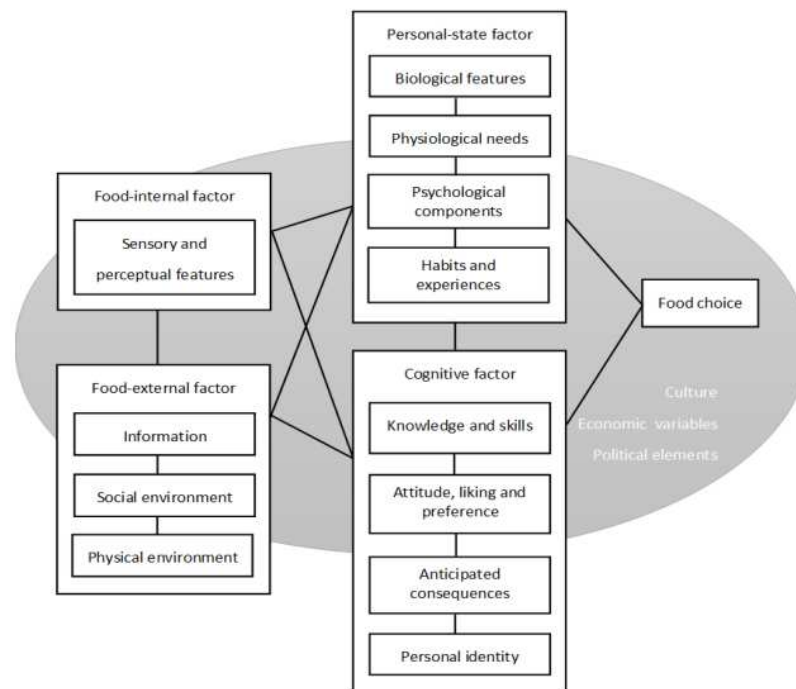 Personal-state factor
Biological features
Physiological needs
Psychological
components
Habits and
experiences
Food-internal factor
Sensory and
perceptual features
Food-external factor
Information
Social environment
Physical environment
Cognitive factor
Knowledge and skills
Attitude, liking and
preference
Anticipated
consequences
Personal identity
Food choice
Culture
Economic variables
Political elements